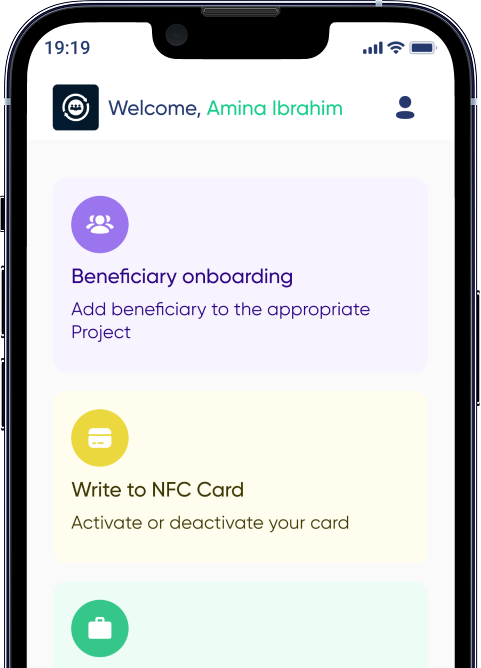 19:19
Welcome, Amina Ibrahim
Beneficiary onboarding
Add beneficiary to the appropriate
Project
Write to NFC Card
Activate or deactivate your card